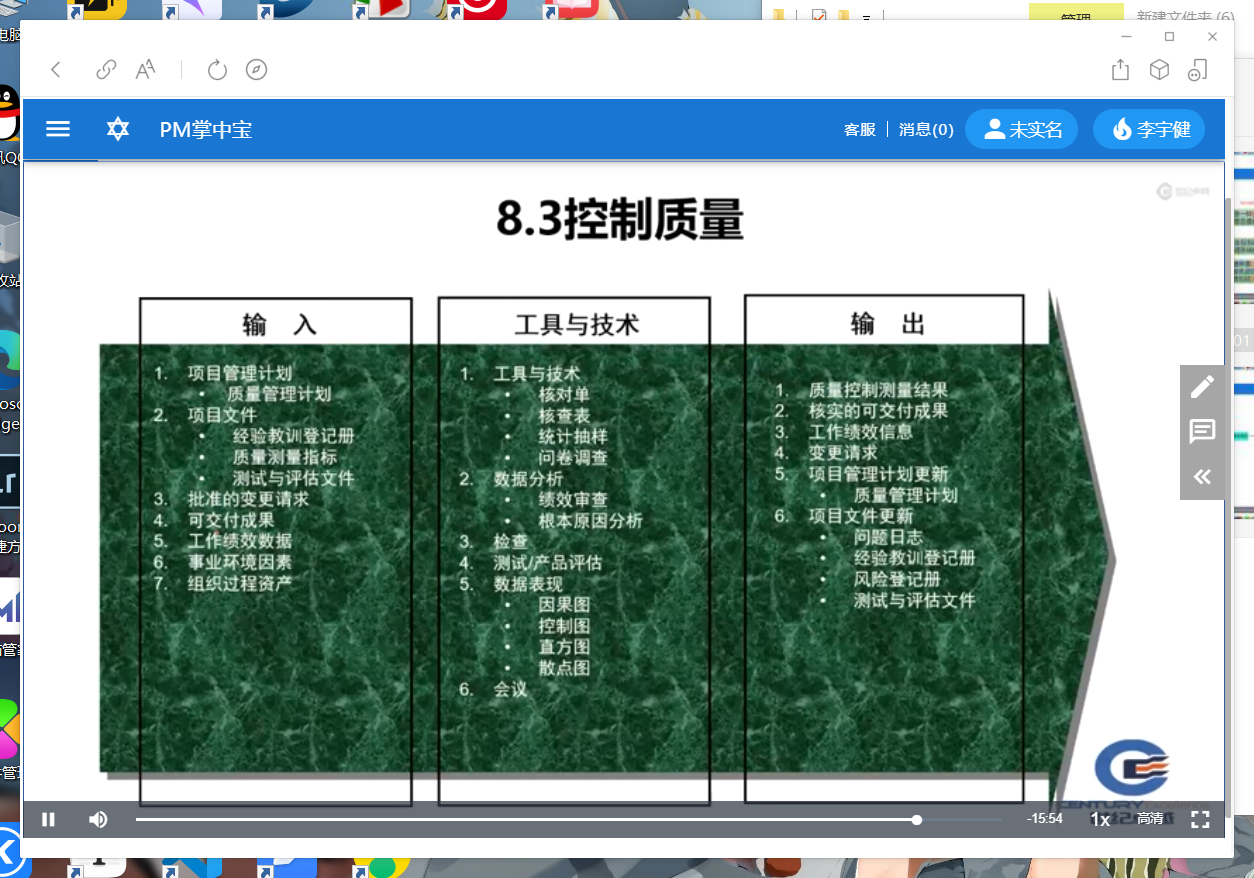 管理
新建文件夹 (6)
PM掌中宝
客服
消息(0)
未实名
李宇健
8.3控制质量
输 入
1. 项目管理计划
• 质量管理计划
2. 项目文件
• 经验教训登记册
• 质量测量指标
• 测试与评估文件
3. 批准的变更请求
4. 可交付成果
5. 工作绩效数据
6. 事业环境因素
7. 组织过程资产
工具与技术
1. 工具与技术
• 核对单
• 核查表
• 统计抽样
• 问卷调查
2. 数据分析
• 绩效审查
• 根本原因分析
3. 检查
4. 测试/产品评估
5. 数据表现
• 因果图
• 控制图
• 直方图
• 散点图
6. 会议
输 出
1. 质量控制测量结果
2. 核实的可交付成果
3. 工作绩效信息
4. 变更请求
5. 项目管理计划更新
• 质量管理计划
6. 项目文件更新
• 问题日志
• 经验教训登记册
• 风险登记册
• 测试与评估文件
CENTURY
-15:54
1x
高清